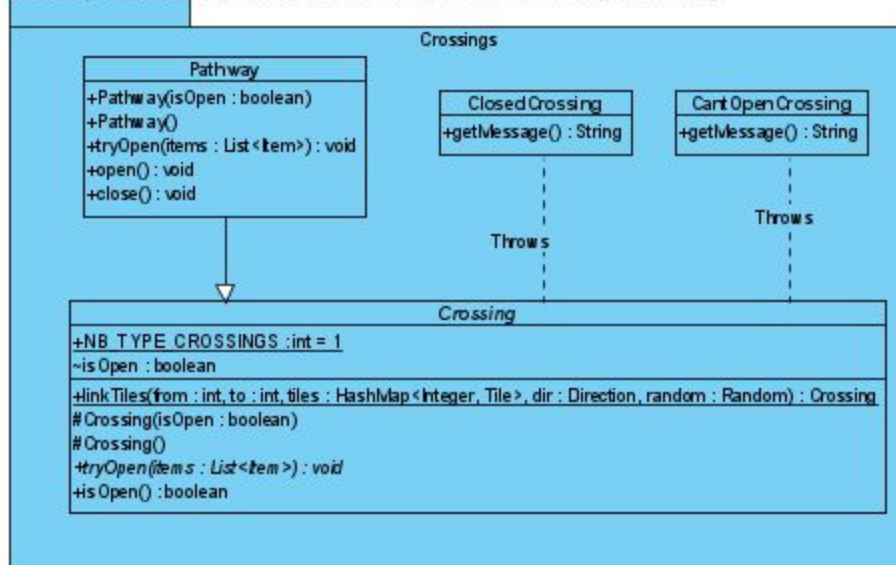 Crossings
Pathway
+Pathway(isOpen : boolean)
+Pathway()
+tryOpen(items : List<Item>) : void
+open() : void
+close() : void
ClosedCrossing
+getMessage() : String
CantOpenCrossing
+getMessage() : String
Throws
Throws
Crossing
+NB_TYPE_CROSSINGS : int = 1
~isOpen : boolean
+linkTiles(from : int, to : int, tiles : HashMap<Integer, Tile>, dir : Direction, random : Random) : Crossing
#Crossing(isOpen : boolean)
#Crossing()
+tryOpen(items : List<Item>) : void
+isOpen() : boolean